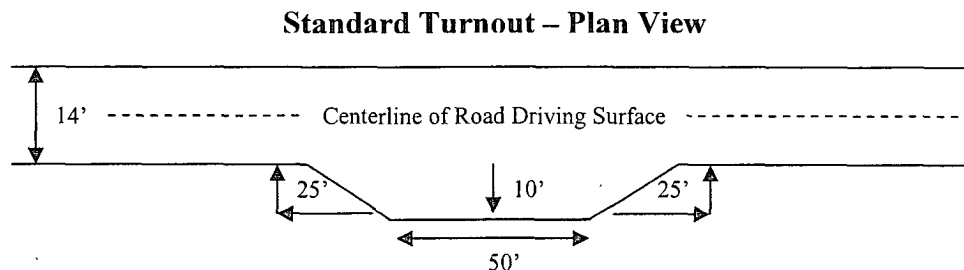 Standard Turnout – Plan View
14’
Centerline of Road Driving Surface
25’
10’
25’
50’